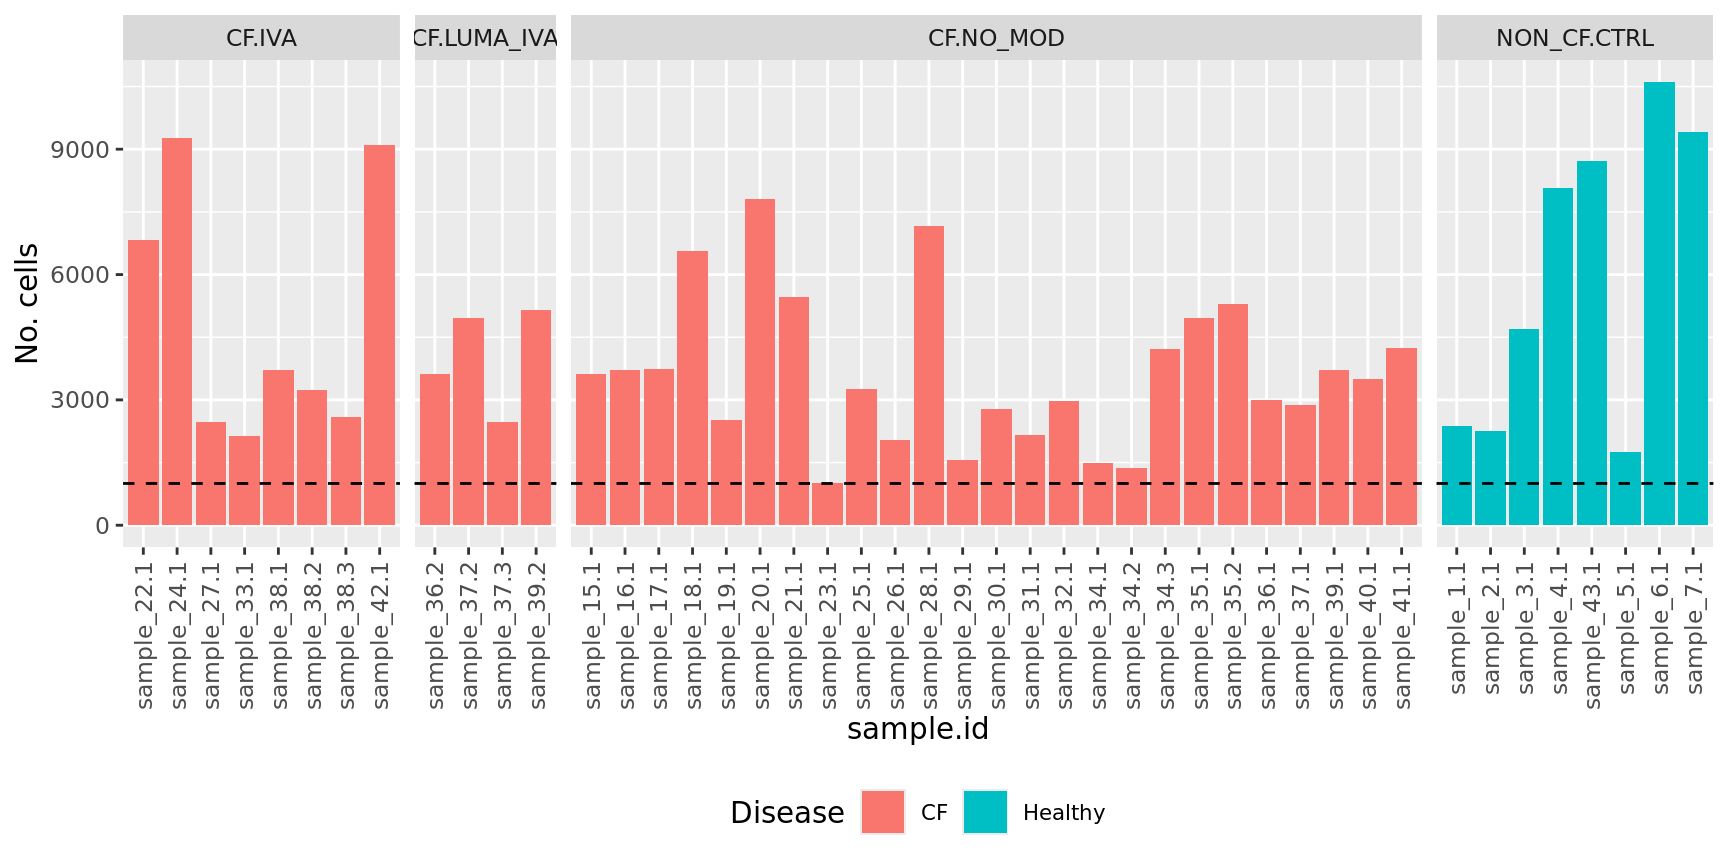 CF.IVA
CF.LUMA_IVA
CF.NO_MOD
NON_CF.CTRL
No. cells
9000
6000
3000
0
sample_22.1
sample_24.1
sample_27.1
sample_33.1
sample_38.1
sample_38.2
sample_38.3
sample_42.1
sample_36.2
sample_37.2
sample_37.3
sample_39.2
sample_15.1
sample_16.1
sample_17.1
sample_18.1
sample_19.1
sample_20.1
sample_21.1
sample_23.1
sample_25.1
sample_26.1
sample_28.1
sample_29.1
sample_30.1
sample_31.1
sample_32.1
sample_34.1
sample_34.2
sample_34.3
sample_35.1
sample_35.2
sample_36.1
sample_37.1
sample_39.1
sample_40.1
sample_41.1
sample_1.1
sample_2.1
sample_3.1
sample_4.1
sample_43.1
sample_5.1
sample_6.1
sample_7.1
sample.id
Disease CF Healthy